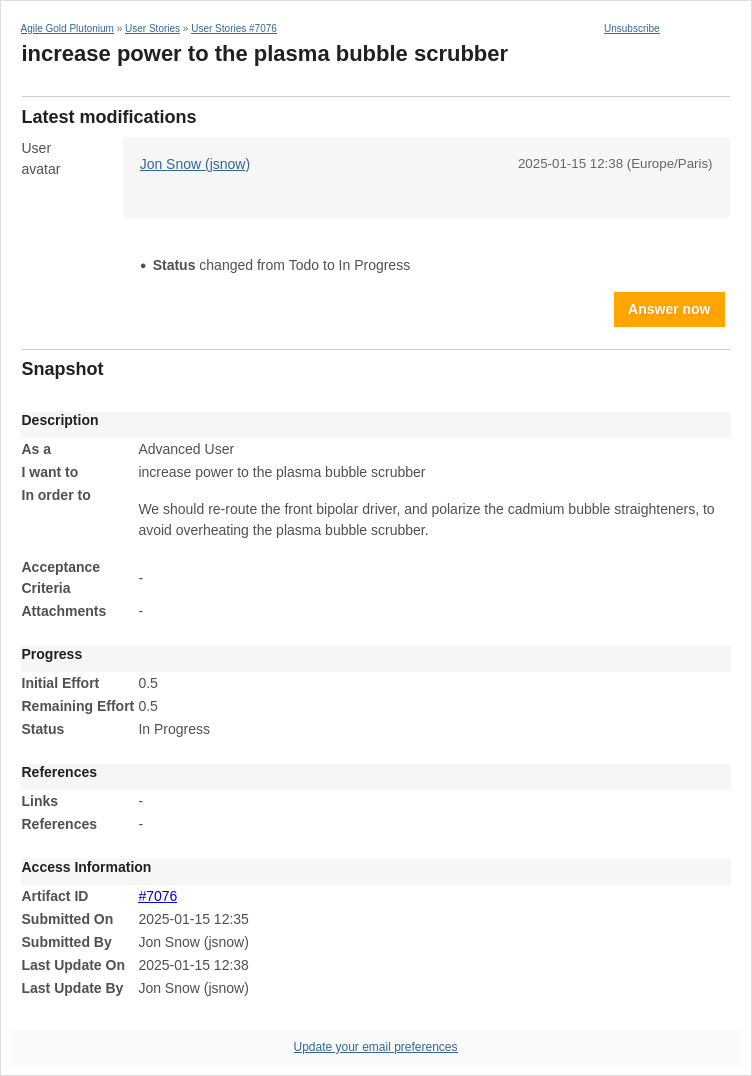 Agile Gold Plutonium » User Stories » User Stories #7076 Unsubscribe
increase power to the plasma bubble scrubber
Latest modifications
User
avatar
Jon Snow (jsnow) 2025-01-15 12:38 (Europe/Paris)
• Status changed from Todo to In Progress
Answer now
Snapshot
Description
As a Advanced User
I want to increase power to the plasma bubble scrubber
In order to
We should re-route the front bipolar driver, and polarize the cadmium bubble straighteners, to
avoid overheating the plasma bubble scrubber.
Acceptance
Criteria -
Attachments -
Progress
Initial Effort 0.5
Remaining Effort 0.5
Status In Progress
References
Links -
References -
Access Information
Artifact ID #7076
Submitted On 2025-01-15 12:35
Submitted By Jon Snow (jsnow)
Last Update On 2025-01-15 12:38
Last Update By Jon Snow (jsnow)
Update your email preferences